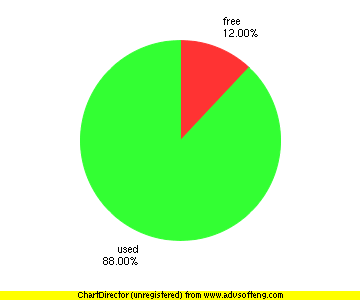 free
12.00%
used
88.00%
ChartDirector (unregistered) from www.advsofteng.com